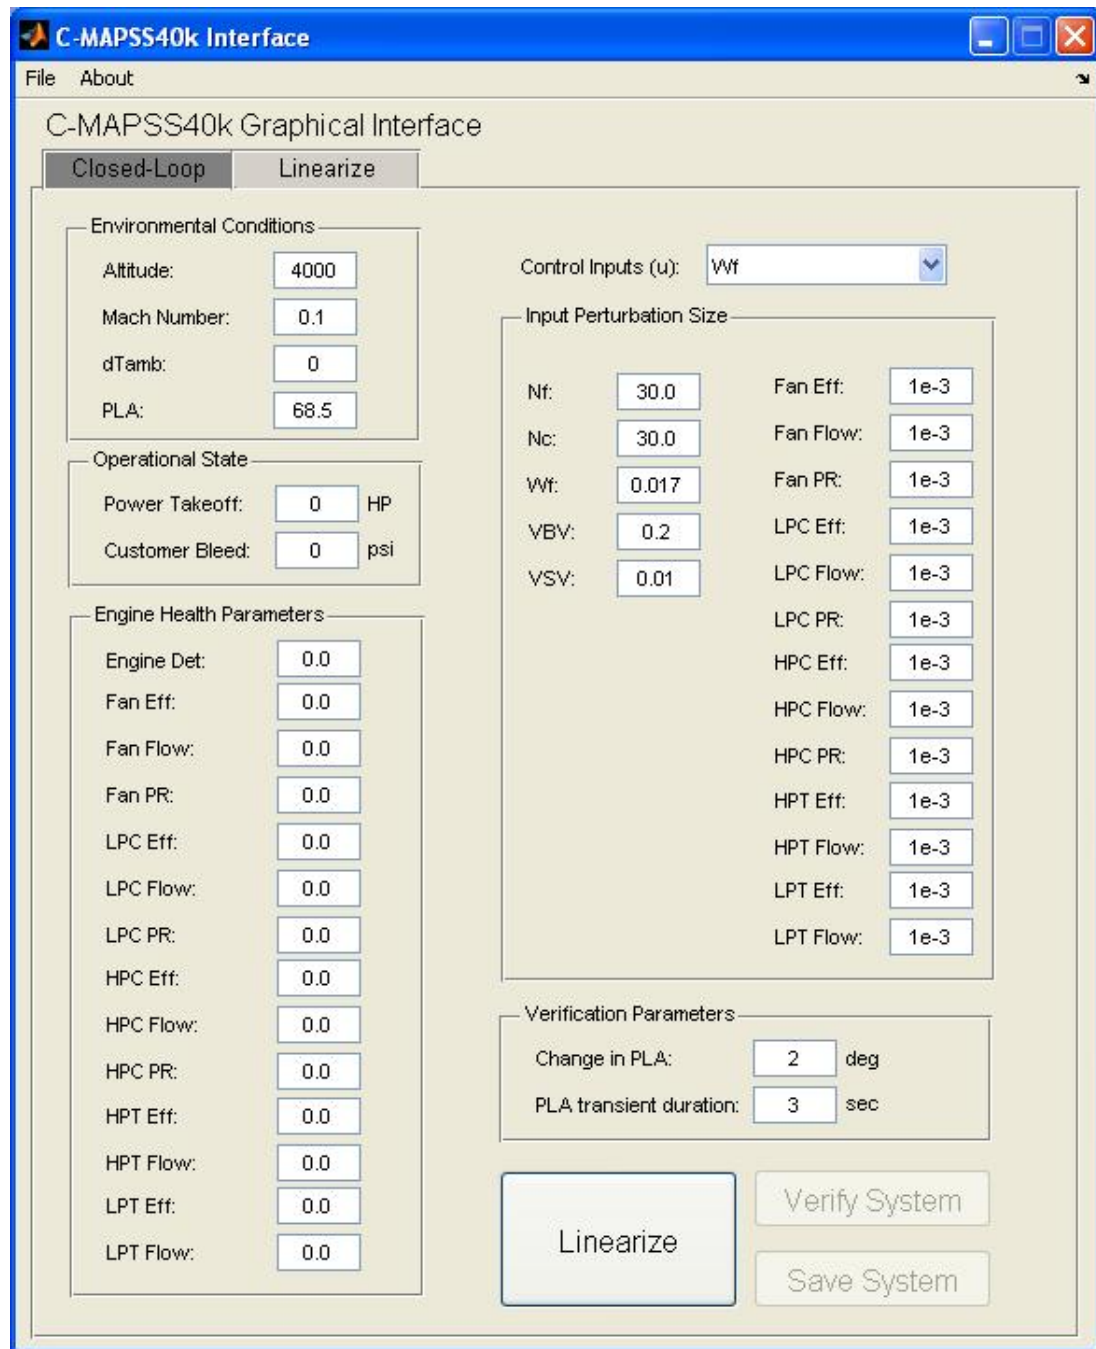 C-MAPSS40k Interface
File About
C-MAPSS40k Graphical Interface
Closed-Loop Linearize
Environmental Conditions
Altitude: 4000
Mach Number: 0.1
dTamb: 0
PLA: 68.5
Operational State
Power Takeoff: 0 HP
Customer Bleed: 0 psi
Engine Health Parameters
Engine Det: 0.0
Fan Eff: 0.0
Fan Flow: 0.0
Fan PR: 0.0
LPC Eff: 0.0
LPC Flow: 0.0
LPC PR: 0.0
HPC Eff: 0.0
HPC Flow: 0.0
HPC PR: 0.0
HPT Eff: 0.0
HPT Flow: 0.0
LPT Eff: 0.0
LPT Flow: 0.0
Control Inputs (u): Wf
Input Perturbation Size
Nf: 30.0
Nc: 30.0
Wf: 0.017
VBV: 0.2
VSV: 0.01
Fan Eff: 1e-3
Fan Flow: 1e-3
Fan PR: 1e-3
LPC Eff: 1e-3
LPC Flow: 1e-3
LPC PR: 1e-3
HPC Eff: 1e-3
HPC Flow: 1e-3
HPC PR: 1e-3
HPT Eff: 1e-3
HPT Flow: 1e-3
LPT Eff: 1e-3
LPT Flow: 1e-3
Verification Parameters
Change in PLA: 2 deg
PLA transient duration: 3 sec
Linearize
Verify System
Save System